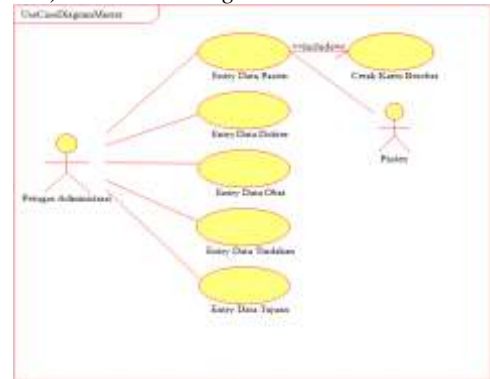 UseCaseDiagramMaster
<<include>>
Entry Data Pasien
Cetak Kartu Berobat
Entry Data Dokter
Pasien
Entry Data Obat
Petugas Administrasi
Entry Data Tindakan
Entry Data Tujuan